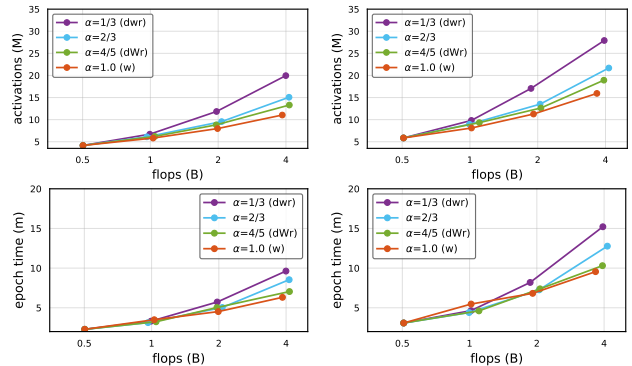 35
30
25
20
15
10
5
activations (M)
α=1/3 (dwr)
α=2/3
α=4/5 (dWr)
α=1.0 (w)
0.5 1 2 4
flops (B)
35
30
25
20
15
10
5
activations (M)
α=1/3 (dwr)
α=2/3
α=4/5 (dWr)
α=1.0 (w)
0.5 1 2 4
flops (B)
20
15
10
5
epoch time (m)
α=1/3 (dwr)
α=2/3
α=4/5 (dWr)
α=1.0 (w)
0.5 1 2 4
flops (B)
20
15
10
5
epoch time (m)
α=1/3 (dwr)
α=2/3
α=4/5 (dWr)
α=1.0 (w)
0.5 1 2 4
flops (B)